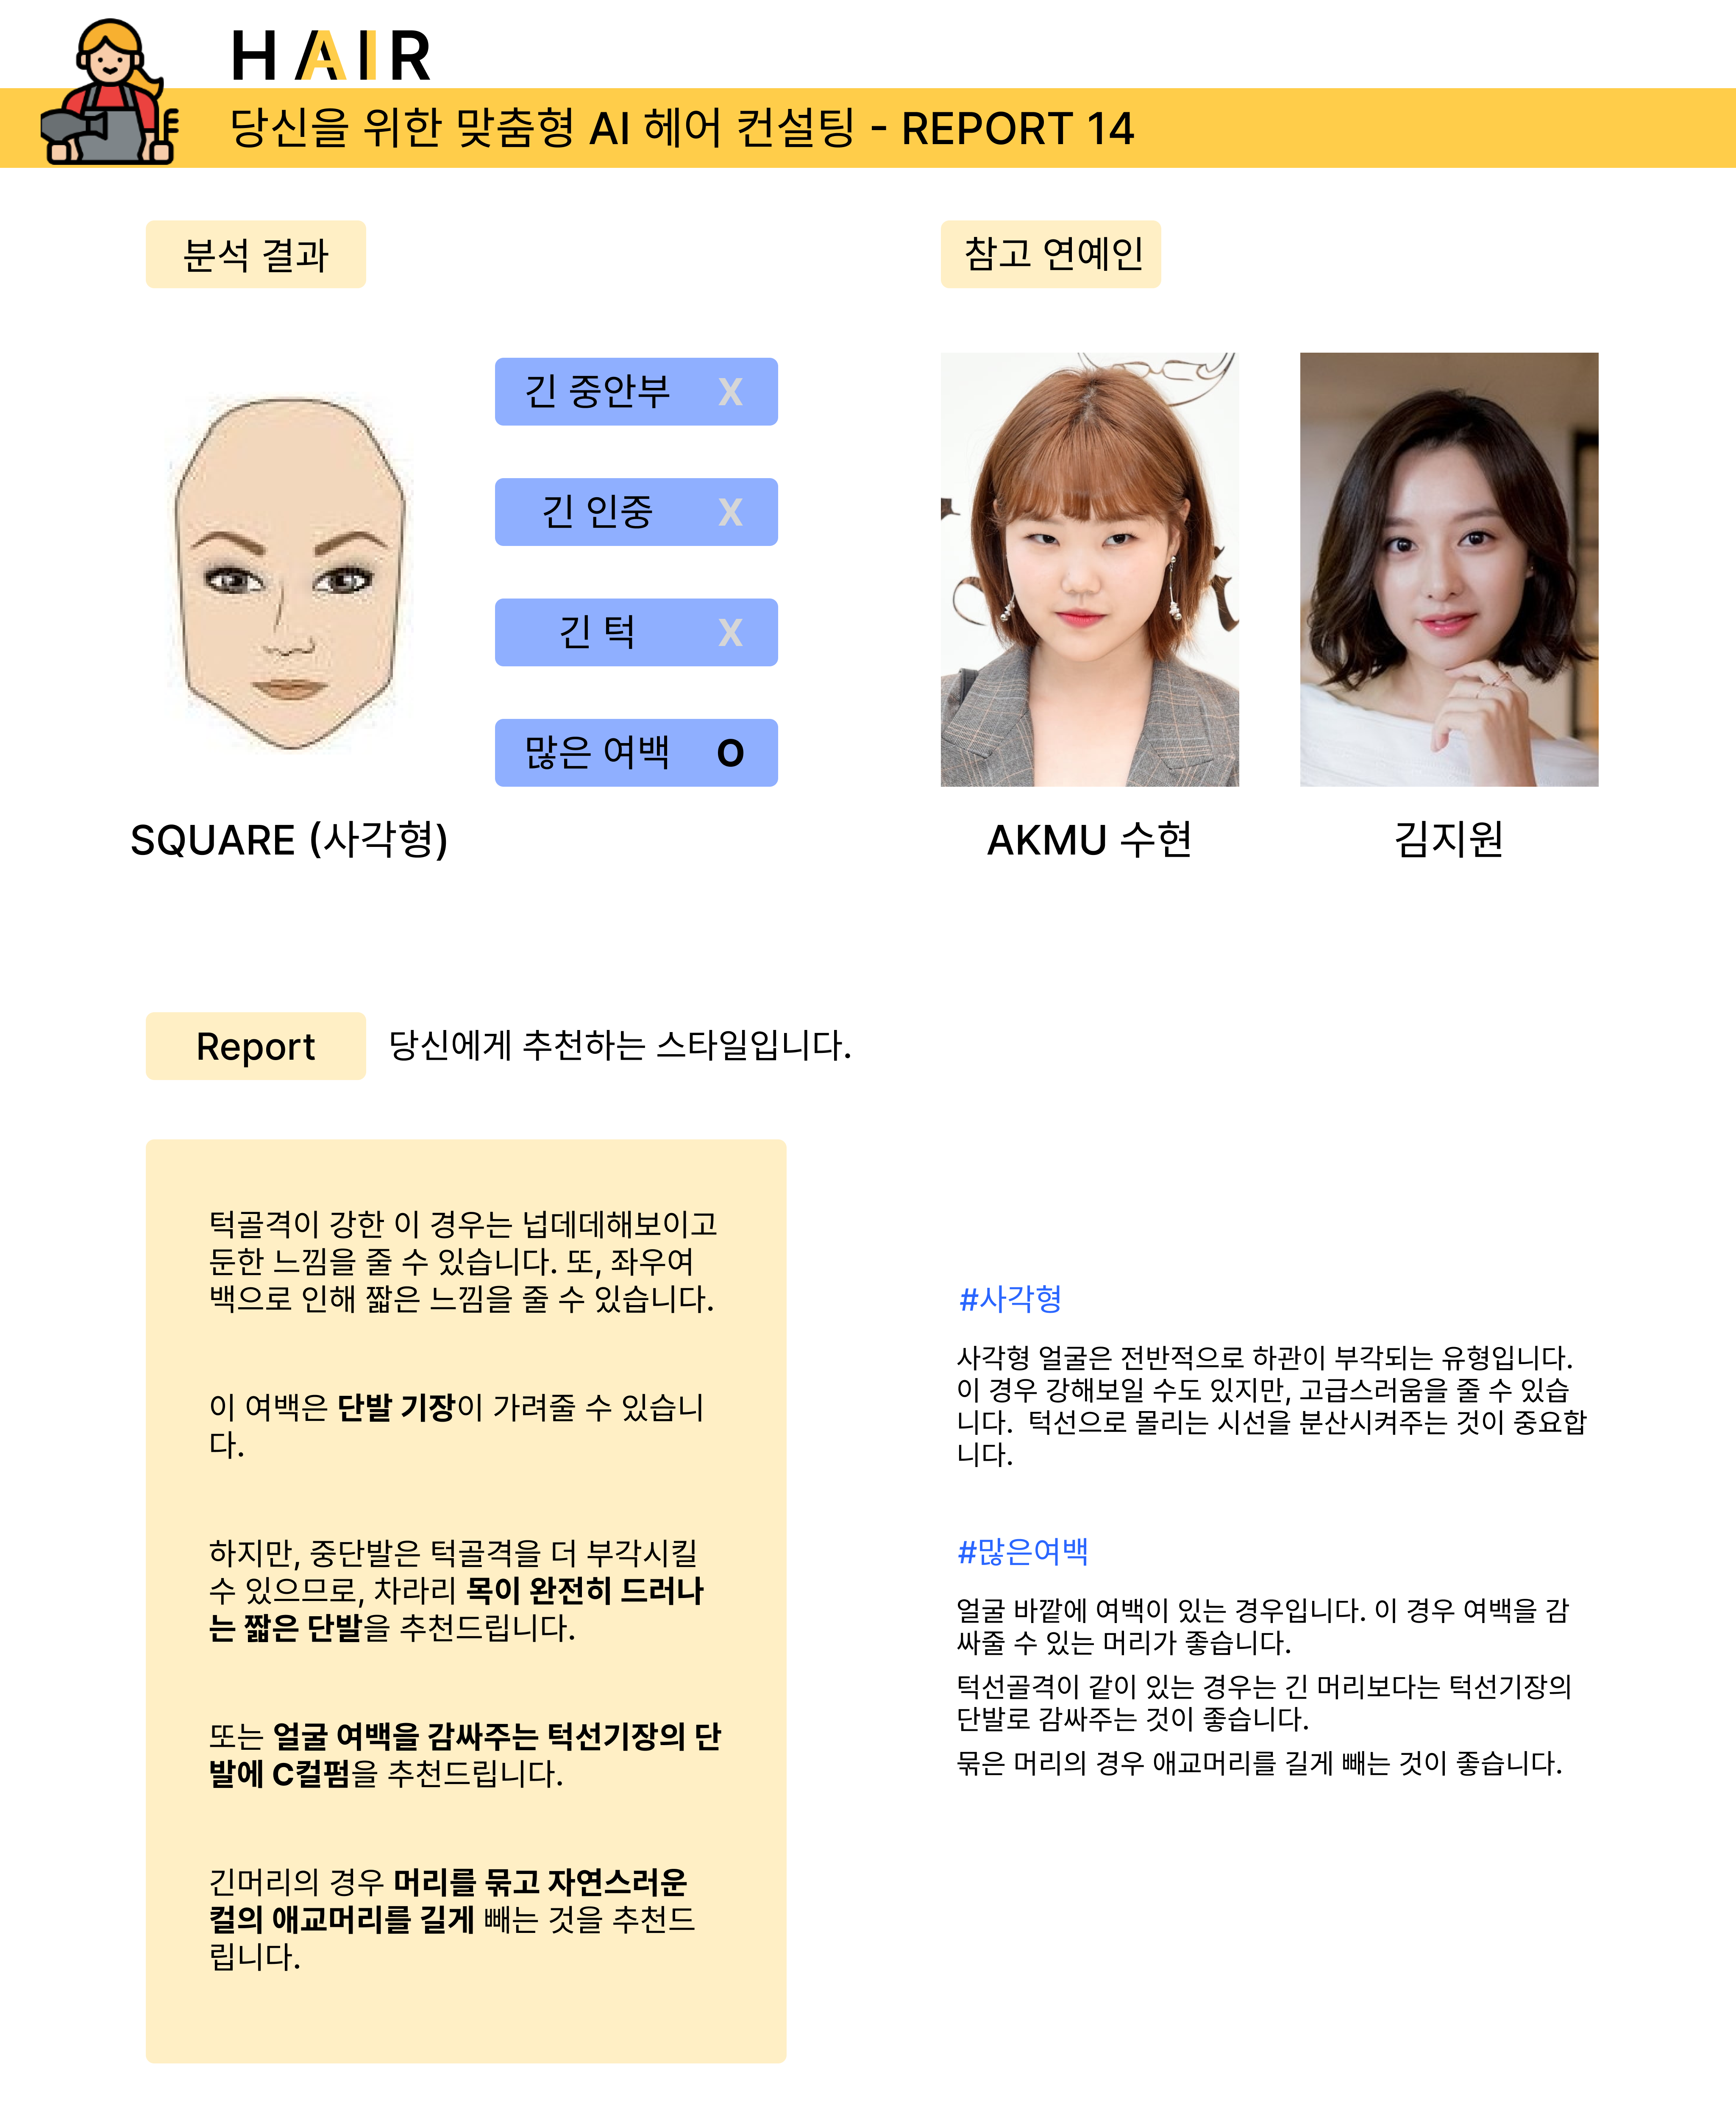 HAIR
당신을 위한 맞춤형 AI 헤어 컨설팅 - REPORT 14
분석 결과
긴 중안부 X
긴 인중 X
긴 턱 X
많은 여백 O
SQUARE (사각형)
참고 연예인
AKMU 수현
김지원
Report
당신에게 추천하는 스타일입니다.
턱골격이 강한 이 경우는 넙데데해보이고
둔한 느낌을 줄 수 있습니다. 또, 좌우여
백으로 인해 짧은 느낌을 줄 수 있습니다.
이 여백은 단발 기장이 가려줄 수 있습니
다.
하지만, 중단발은 턱골격을 더 부각시킬
수 있으므로, 차라리 목이 완전히 드러나
는 짧은 단발을 추천드립니다.
또는 얼굴 여백을 감싸주는 턱선기장의 단
발에 C컬펌을 추천드립니다.
긴머리의 경우 머리를 묶고 자연스러운
컬의 애교머리를 길게 빼는 것을 추천드
립니다.
#사각형
사각형 얼굴은 전반적으로 하관이 부각되는 유형입니다.
이 경우 강해보일 수도 있지만, 고급스러움을 줄 수 있습
니다.  턱선으로 몰리는 시선을 분산시켜주는 것이 중요합
니다.
#많은여백
얼굴 바깥에 여백이 있는 경우입니다. 이 경우 여백을 감
싸줄 수 있는 머리가 좋습니다.
턱선골격이 같이 있는 경우는 긴 머리보다는 턱선기장의
단발로 감싸주는 것이 좋습니다.
묶은 머리의 경우 애교머리를 길게 빼는 것이 좋습니다.